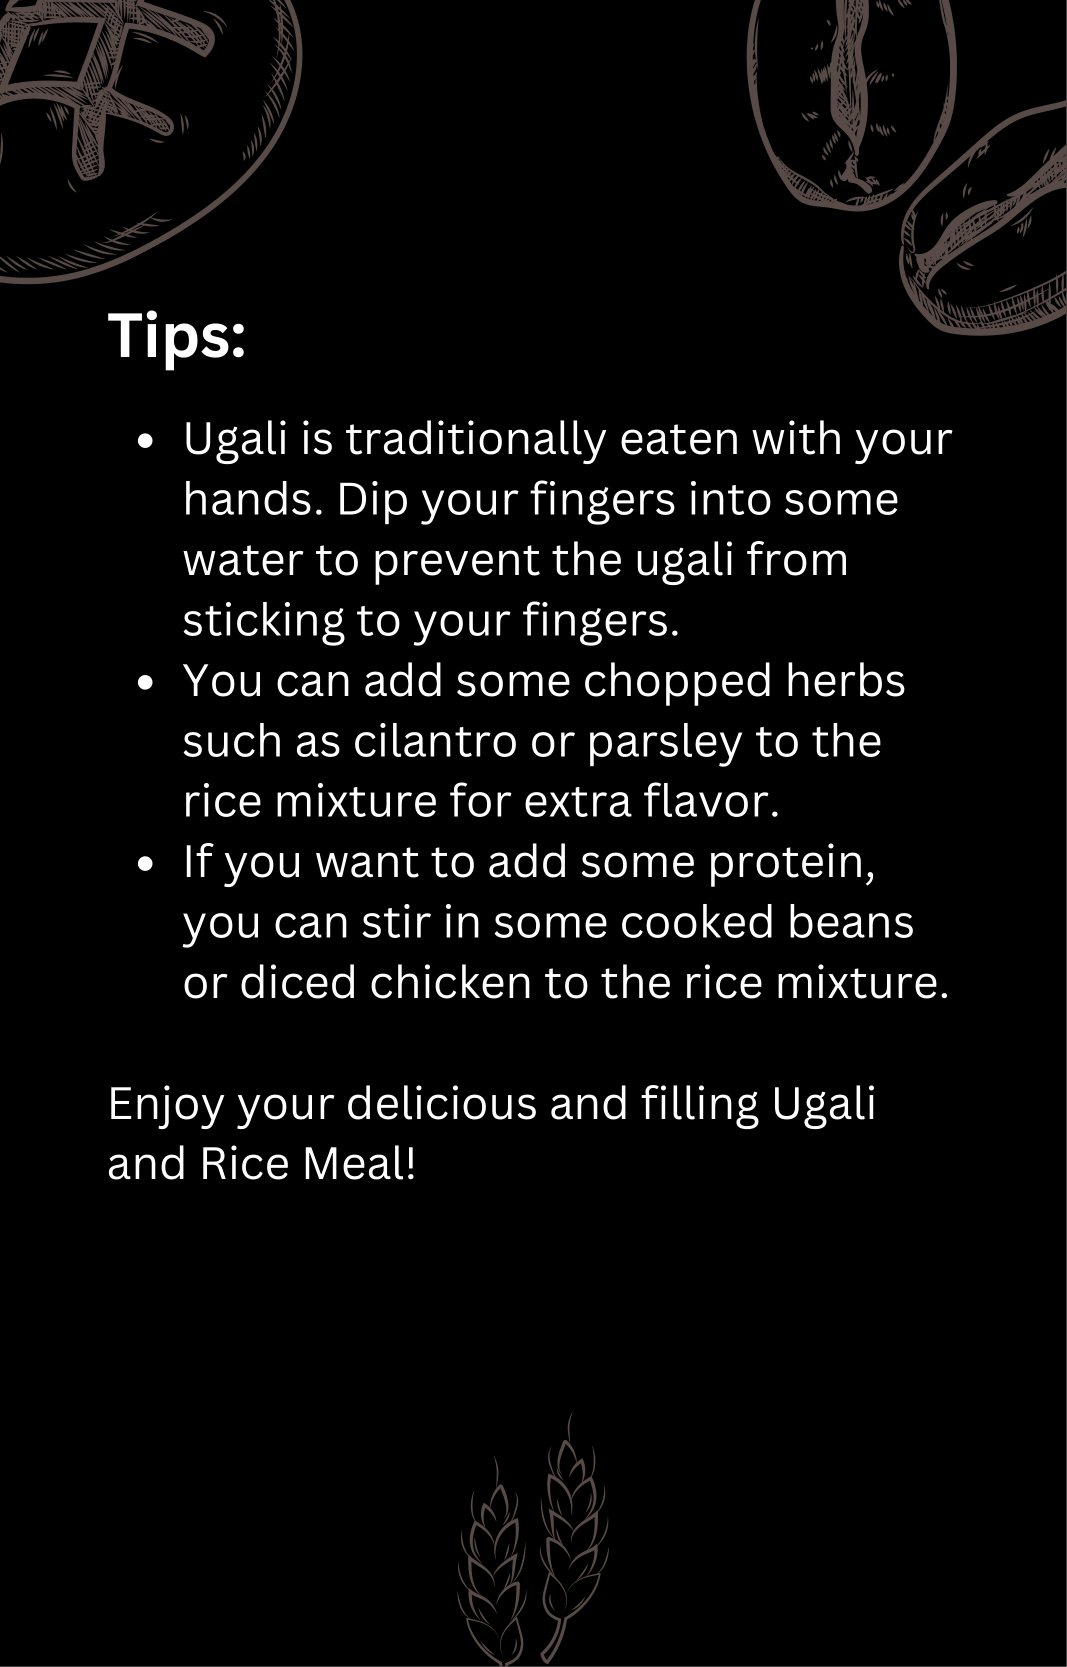 Tips:
• Ugali is traditionally eaten with your
hands. Dip your fingers into some
water to prevent the ugali from
sticking to your fingers.
• You can add some chopped herbs
such as cilantro or parsley to the
rice mixture for extra flavor.
• If you want to add some protein,
you can stir in some cooked beans
or diced chicken to the rice mixture.
Enjoy your delicious and filling Ugali
and Rice Meal!